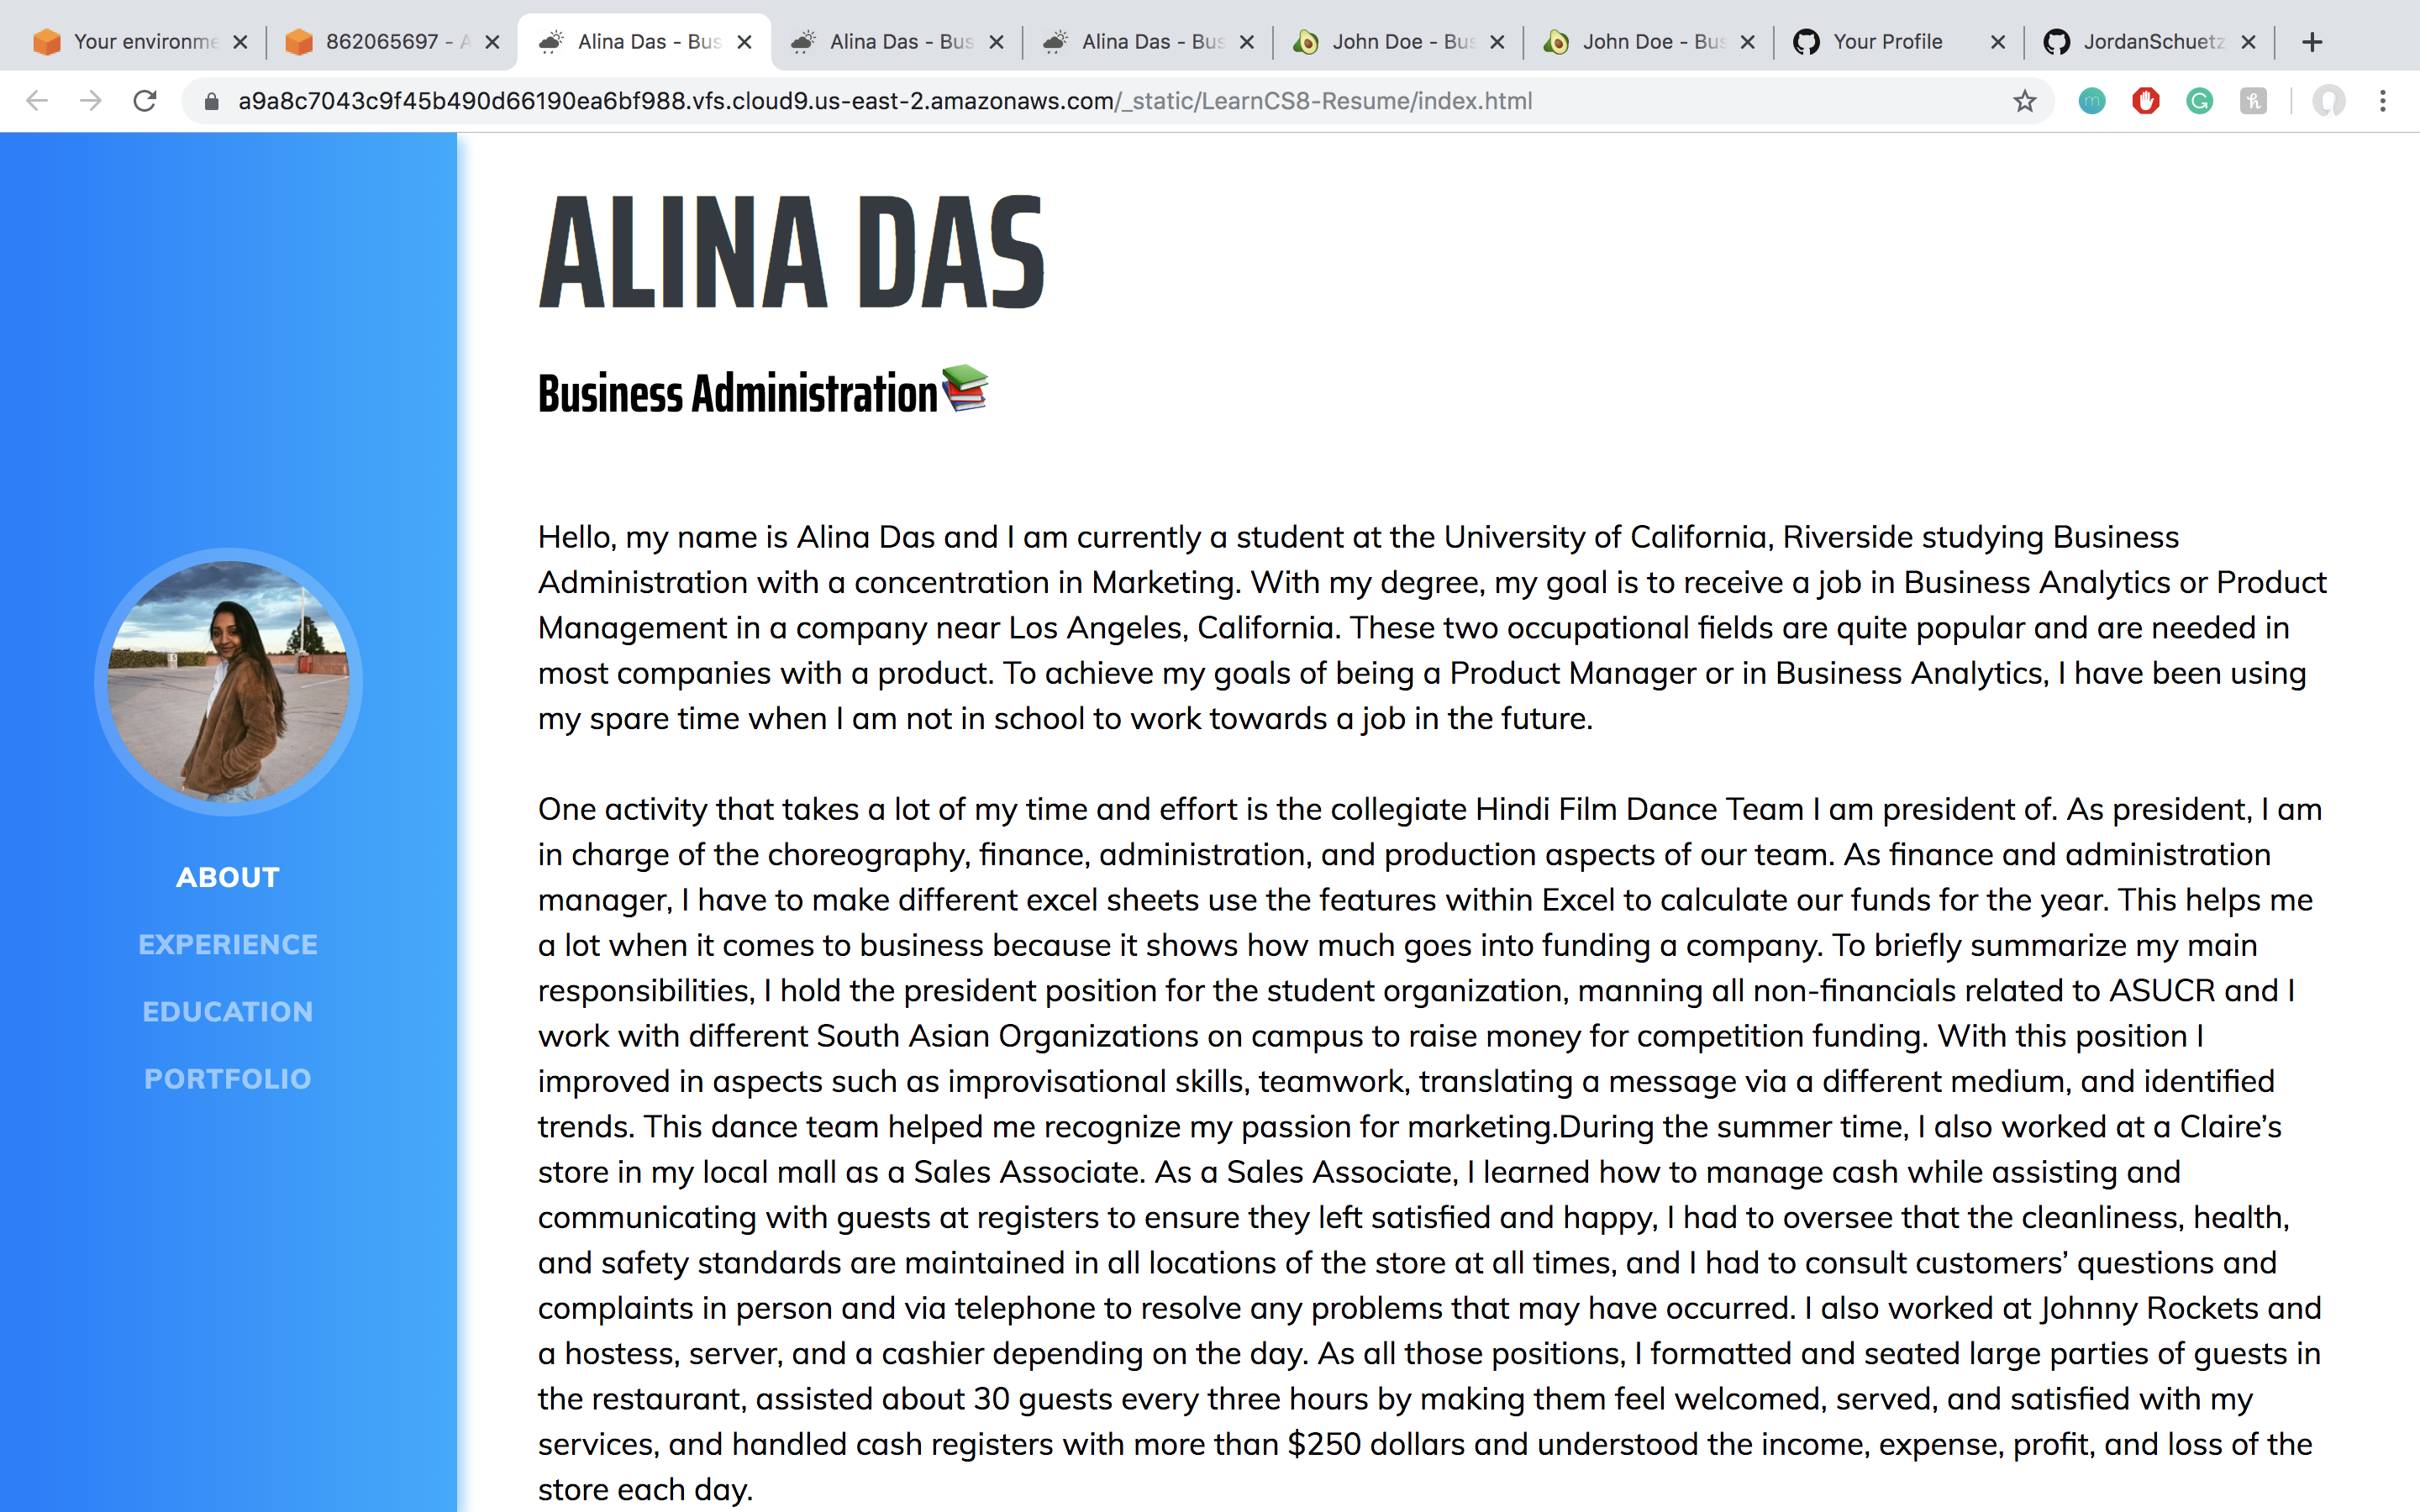 Your environme
862065697 - A
Alina Das - Bus
Alina Das - Bus
Alina Das - Bus
John Doe - Bus
John Doe - Bus
Your Profile
JordanSchuetz
a9a8c7043c9f45b490d66190ea6bf988.vfs.cloud9.us-east-2.amazonaws.com/_static/LearnCS8-Resume/index.html
ABOUT
EXPERIENCE
EDUCATION
PORTFOLIO
ALINA DAS
Business Administration
Hello, my name is Alina Das and I am currently a student at the University of California, Riverside studying Business
Administration with a concentration in Marketing. With my degree, my goal is to receive a job in Business Analytics or Product
Management in a company near Los Angeles, California. These two occupational fields are quite popular and are needed in
most companies with a product. To achieve my goals of being a Product Manager or in Business Analytics, I have been using
my spare time when I am not in school to work towards a job in the future.
One activity that takes a lot of my time and effort is the collegiate Hindi Film Dance Team I am president of. As president, I am
in charge of the choreography, finance, administration, and production aspects of our team. As finance and administration
manager, I have to make different excel sheets use the features within Excel to calculate our funds for the year. This helps me
a lot when it comes to business because it shows how much goes into funding a company. To briefly summarize my main
responsibilities, I hold the president position for the student organization, manning all non-financials related to ASUCR and I
work with different South Asian Organizations on campus to raise money for competition funding. With this position I
improved in aspects such as improvisational skills, teamwork, translating a message via a different medium, and identified
trends. This dance team helped me recognize my passion for marketing.During the summer time, I also worked at a Claire’s
store in my local mall as a Sales Associate. As a Sales Associate, I learned how to manage cash while assisting and
communicating with guests at registers to ensure they left satisfied and happy, I had to oversee that the cleanliness, health,
and safety standards are maintained in all locations of the store at all times, and I had to consult customers’ questions and
complaints in person and via telephone to resolve any problems that may have occurred. I also worked at Johnny Rockets and
a hostess, server, and a cashier depending on the day. As all those positions, I formatted and seated large parties of guests in
the restaurant, assisted about 30 guests every three hours by making them feel welcomed, served, and satisfied with my
services, and handled cash registers with more than $250 dollars and understood the income, expense, profit, and loss of the
store each day.